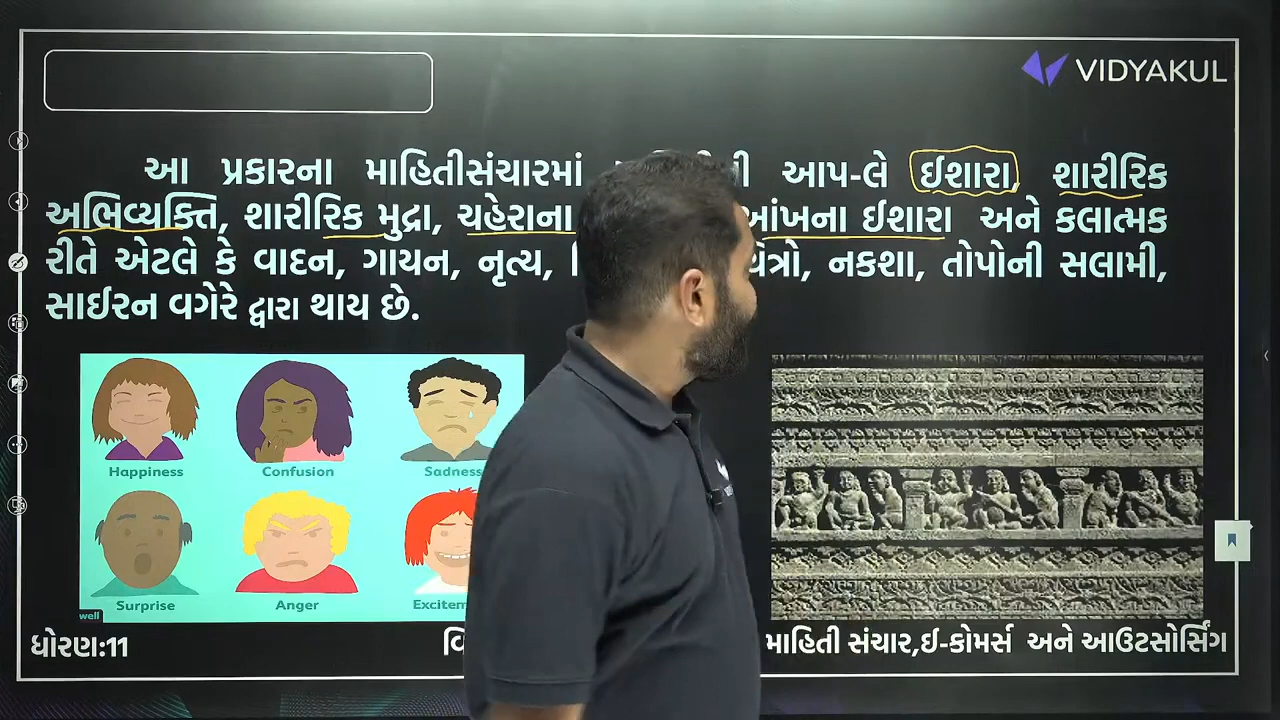 VIDYAKUL
આ પ્રકારના માહિતીસંચારમાં આપ-લે ઈશારા, શારીરિક
અભિવ્યક્તિ, શારીરિક મુદ્રા, ચહેરાના આંખના ઈશારા અને કલાત્મક
રીતે એટલે કે વાદન, ગાયન, નૃત્ય, નકશા, તોપોની સલામી,
સાઈરન વગેરે દ્વારા થાય છે.
Happiness Confusion Sadness
Surprise Anger
well
ધોરણ:11 માહિતી સંચાર,ઈ-કોમર્સ અને આઉટસોર્સિંગ